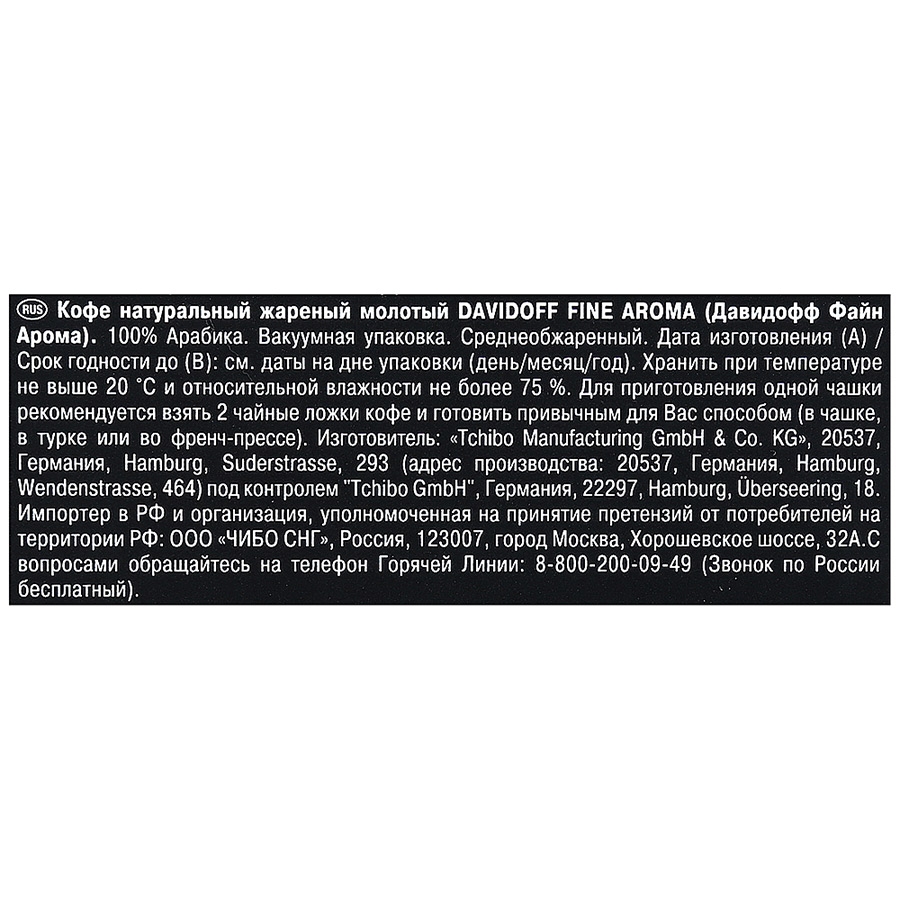 RUS Кофе натуральный жареный молотый DAVIDOFF FINE AROMA (Давидофф Файн
Арома). 100% Арабика. Вакуумная упаковка. Среднеобжаренный. Дата изготовления (A) /
Срок годности до (B): см. даты на дне упаковки (день/месяц/год). Хранить при температуре
не выше 20 °C и относительной влажности не более 75 %. Для приготовления одной чашки
рекомендуется взять 2 чайные ложки кофе и готовить привычным для Вас способом (в чашке,
в турке или во френч-прессе). Изготовитель: «Tchibo Manufacturing GmbH & Co. KG», 20537,
Германия, Hamburg, Suderstrasse, 293 (адрес производства: 20537, Германия, Hamburg,
Wendenstrasse, 464) под контролем "Tchibo GmbH", Германия, 22297, Hamburg, Überseering, 18.
Импортер в РФ и организация, уполномоченная на принятие претензий от потребителей на
территории РФ: ООО «ЧИБО СНГ», Россия, 123007, город Москва, Хорошевское шоссе, 32А.С
вопросами обращайтесь на телефон Горячей Линии: 8-800-200-09-49 (Звонок по России
бесплатный).